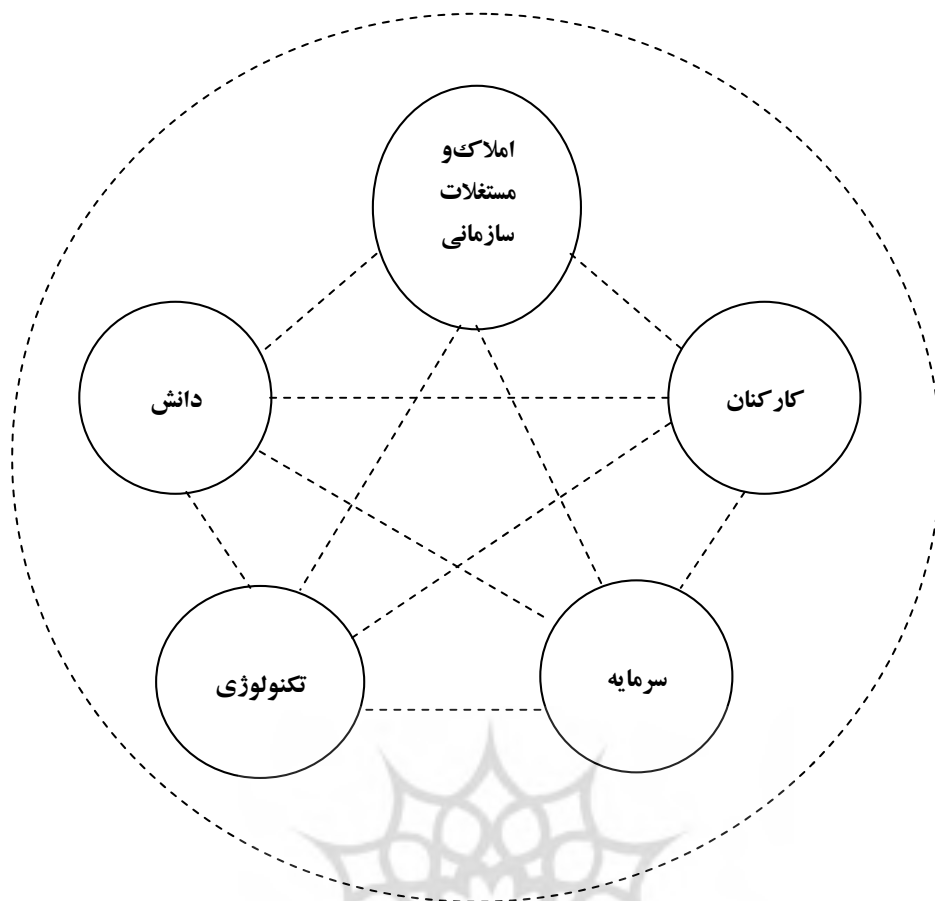 املاک‌و
مستغلات
سازمانی
کارکنان
دانش
سرمایه
تکنولوژی